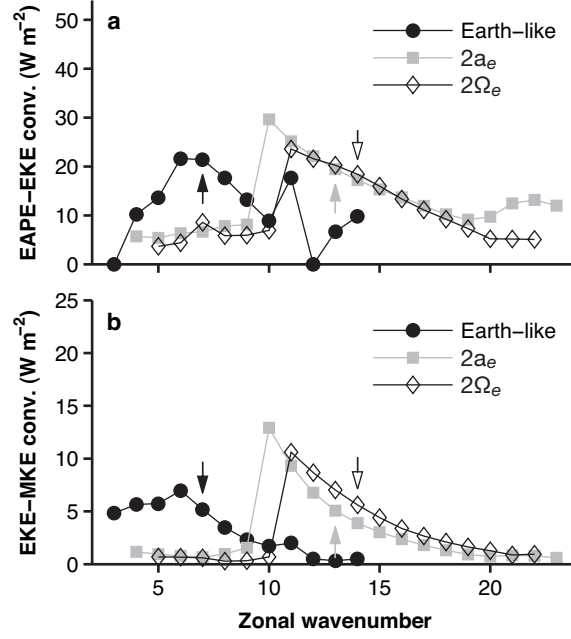 a
Earth−like
2aₑ
2Ωₑ
50
40
30
20
10
0
EAPE−EKE conv. (W m⁻²)
b
Earth−like
2aₑ
2Ωₑ
25
20
15
10
5
0
EKE−MKE conv. (W m⁻²)
5
10
15
20
Zonal wavenumber